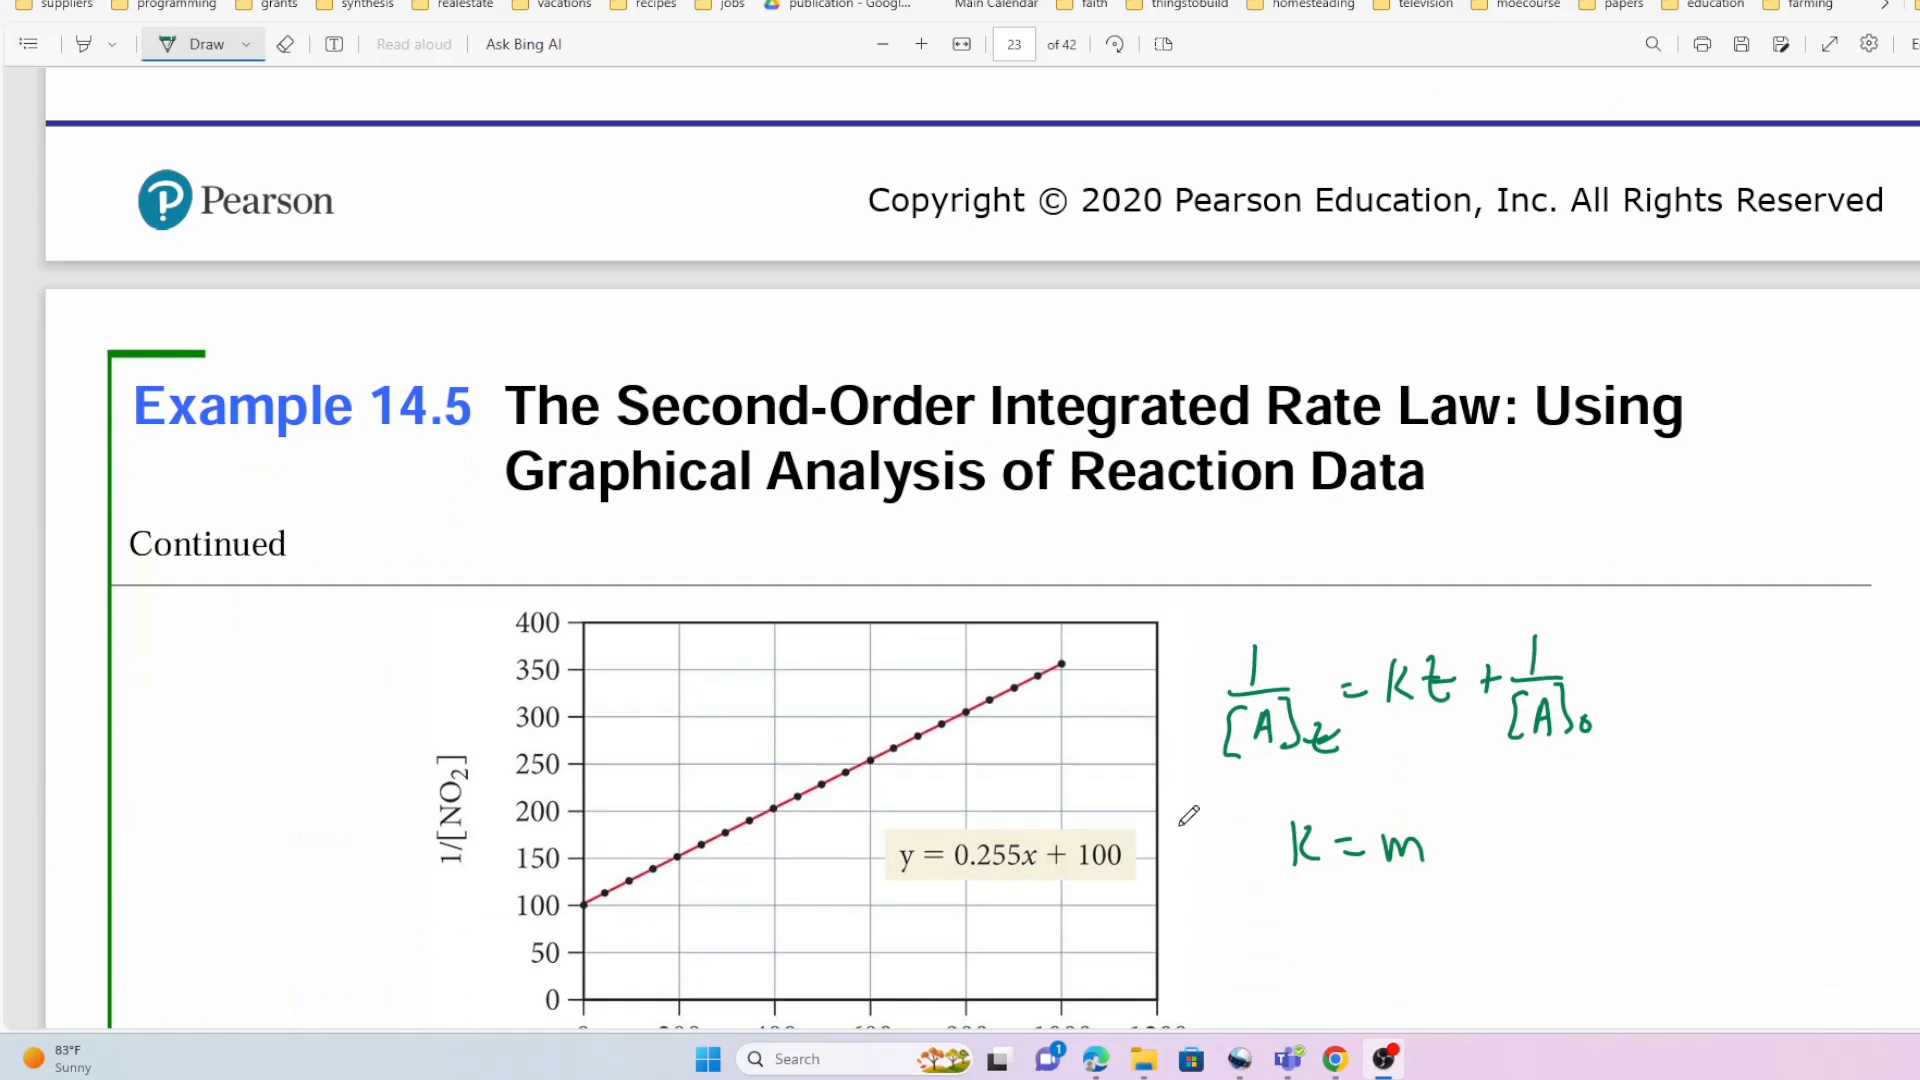 suppliers programming grants synthesis realestate vacations recipes jobs publication - Googl... Main Calendar faith thingstobuild homesteading television moecourse papers education farming
Draw Read aloud Ask Bing AI 23 of 42
Pearson Copyright © 2020 Pearson Education, Inc. All Rights Reserved
Example 14.5 The Second-Order Integrated Rate Law: Using
Graphical Analysis of Reaction Data
Continued
400
350
300
250
200
150
100
50
0
1/[NO2]
y = 0.255x + 100
1/[A]t = kt + 1/[A]0
k = m
83°F
Sunny
Search
1